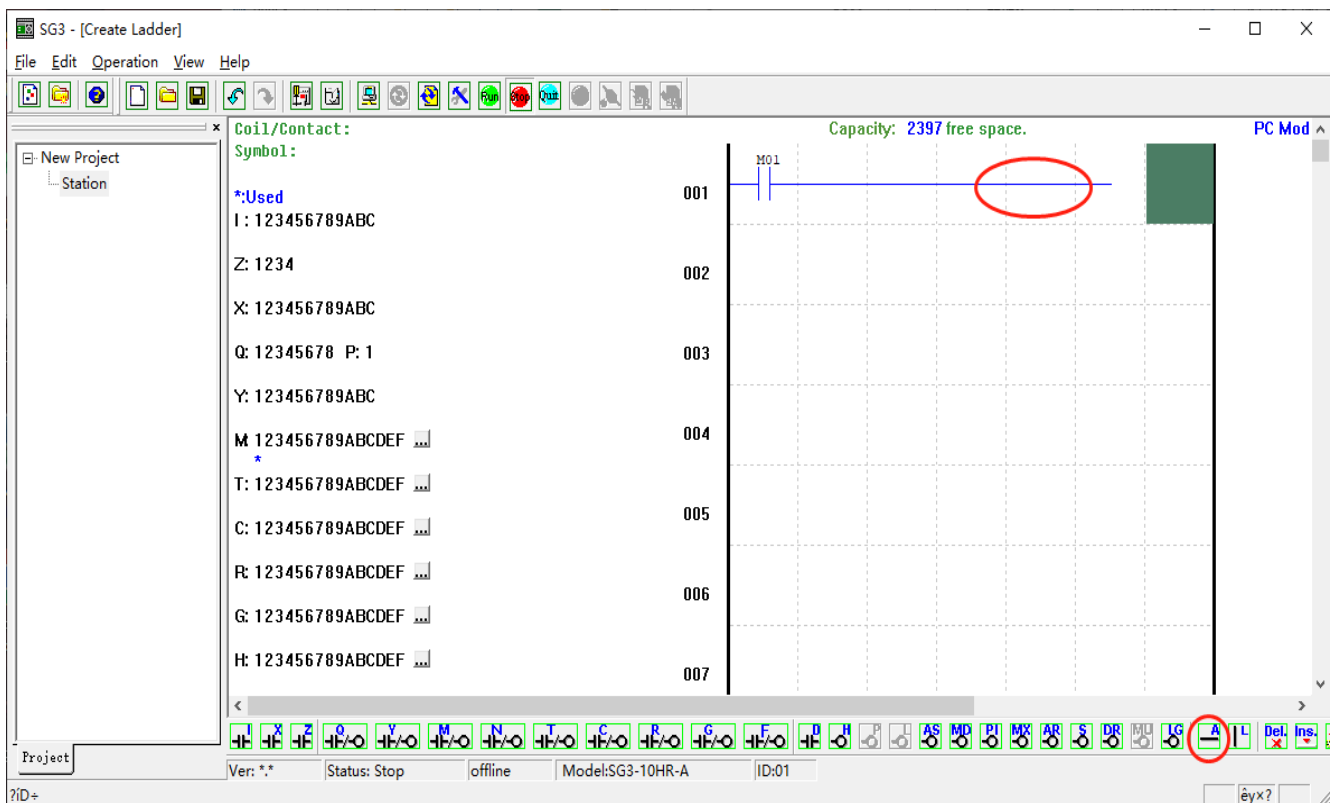 SG3 - [Create Ladder]
File Edit Operation View Help
Run Stop Quit
Coil/Contact:
Capacity: 2397 free space.
PC Mod
Symbol:
New Project
Station
*:Used
I : 123456789ABC
Z: 1234
X: 123456789ABC
Q: 12345678 P: 1
Y: 123456789ABC
M: 123456789ABCDEF ...
*
T: 123456789ABCDEF ...
C: 123456789ABCDEF ...
R: 123456789ABCDEF ...
G: 123456789ABCDEF ...
H: 123456789ABCDEF ...
M01
001
002
003
004
005
006
007
I X Z Q Y M N T C R G F D H P L AS MD PI MX AR S DR MU LG A L Del. Ins.
Project
Ver: *.* Status: Stop offline Model:SG3-10HR-A ID:01
?íD÷ êyx?